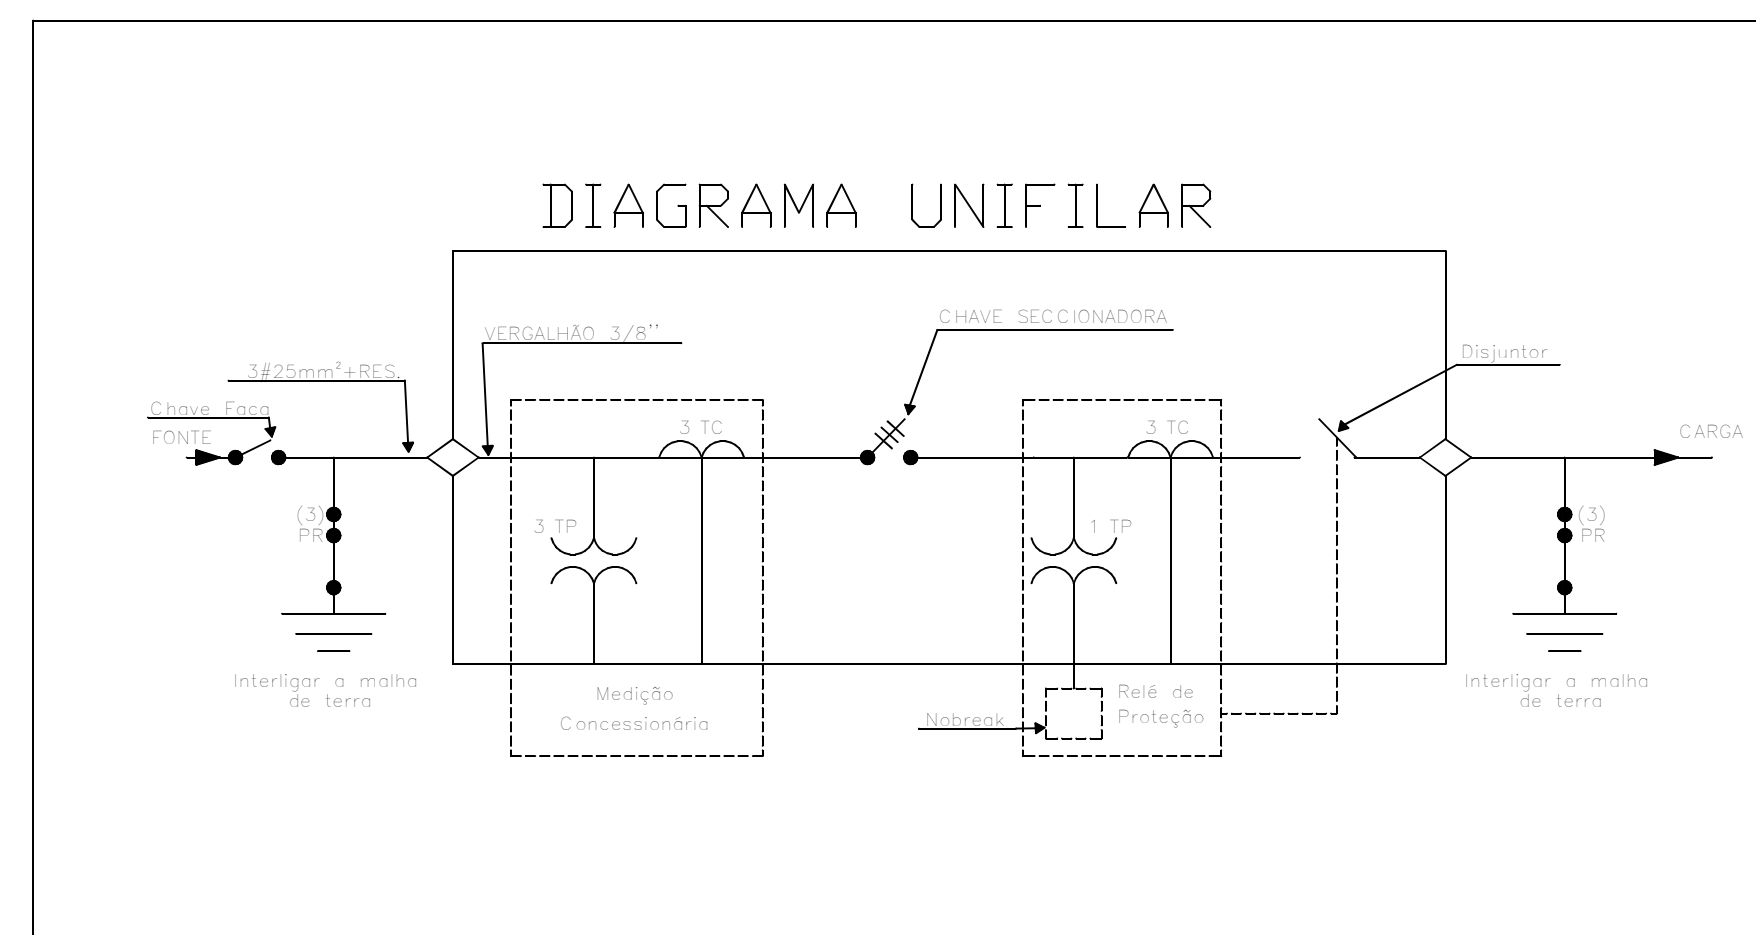 DIAGRAMA UNIFILAR
CHAVE SECCIONADORA
VERGALHÃO 3/8''
Disjuntor
3#25mm²+RES.
Chave Faca
FONTE
3 TC
3 TC
CARGA
(3)
PR
3 TP
1 TP
(3)
PR
Interligar a malha
de terra
Medição
Concessionária
Nobreak
Relé de
Proteção
Interligar a malha
de terra